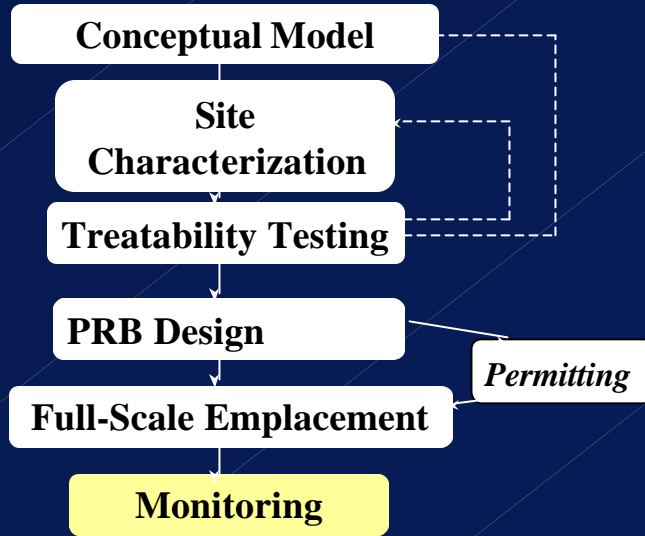 Conceptual Model
Site
Characterization
Treatability Testing
PRB Design
Permitting
Full-Scale Emplacement
Monitoring